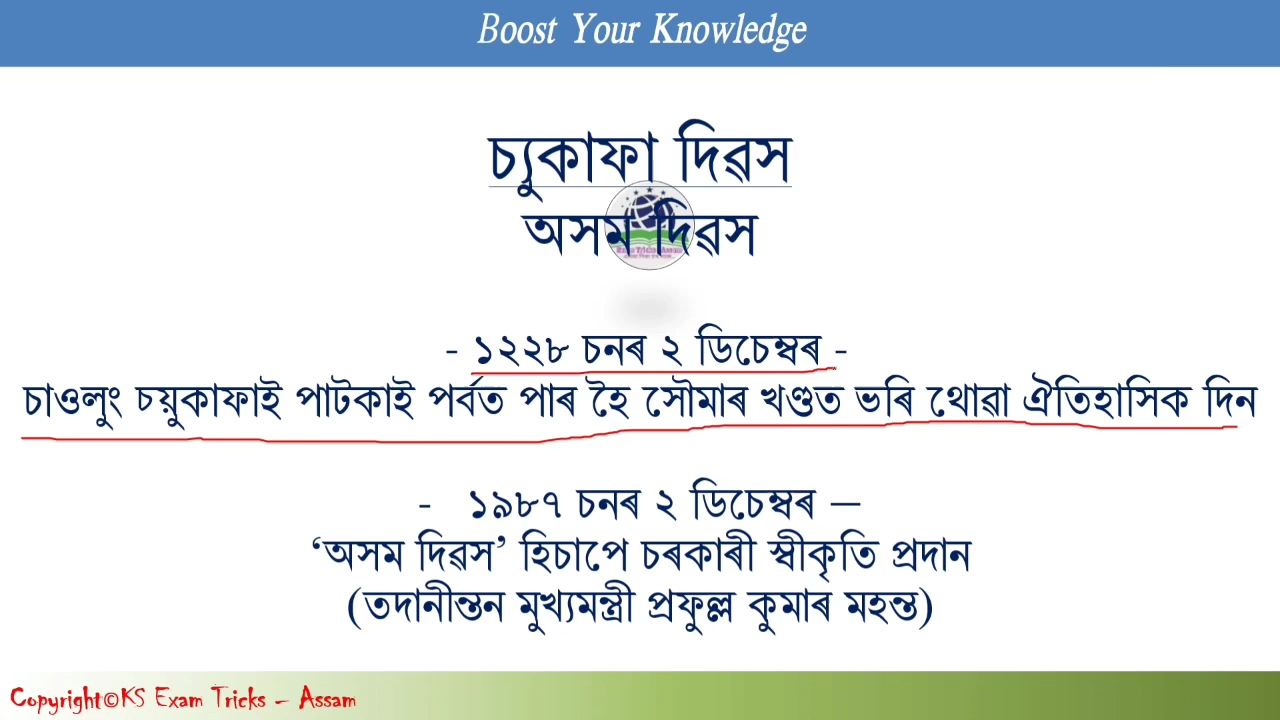 Boost Your Knowledge
চ্যুকাফা দিৱস
অসম দিৱস
- ১২২৮ চনৰ ২ ডিচেম্বৰ -
চাওলুং চয়ুকাফাই পাটকাই পৰ্বত পাৰ হৈ সৌমাৰ খণ্ডত ভৰি থোৱা ঐতিহাসিক দিন
- ১৯৮৭ চনৰ ২ ডিচেম্বৰ –
‘অসম দিৱস’ হিচাপে চৰকাৰী স্বীকৃতি প্ৰদান
(তদানীন্তন মুখ্যমন্ত্ৰী প্ৰফুল্ল কুমাৰ মহন্ত)
Copyright©KS Exam Tricks – Assam